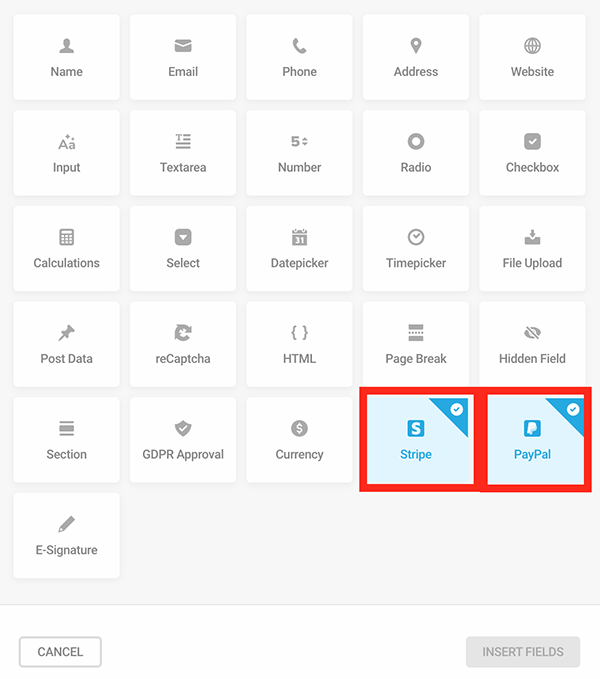 Name
Email
Phone
Address
Website
Input
Textarea
Number
Radio
Checkbox
Calculations
Select
Datepicker
Timepicker
File Upload
Post Data
reCaptcha
HTML
Page Break
Hidden Field
Section
GDPR Approval
Currency
Stripe
PayPal
E-Signature
CANCEL
INSERT FIELDS